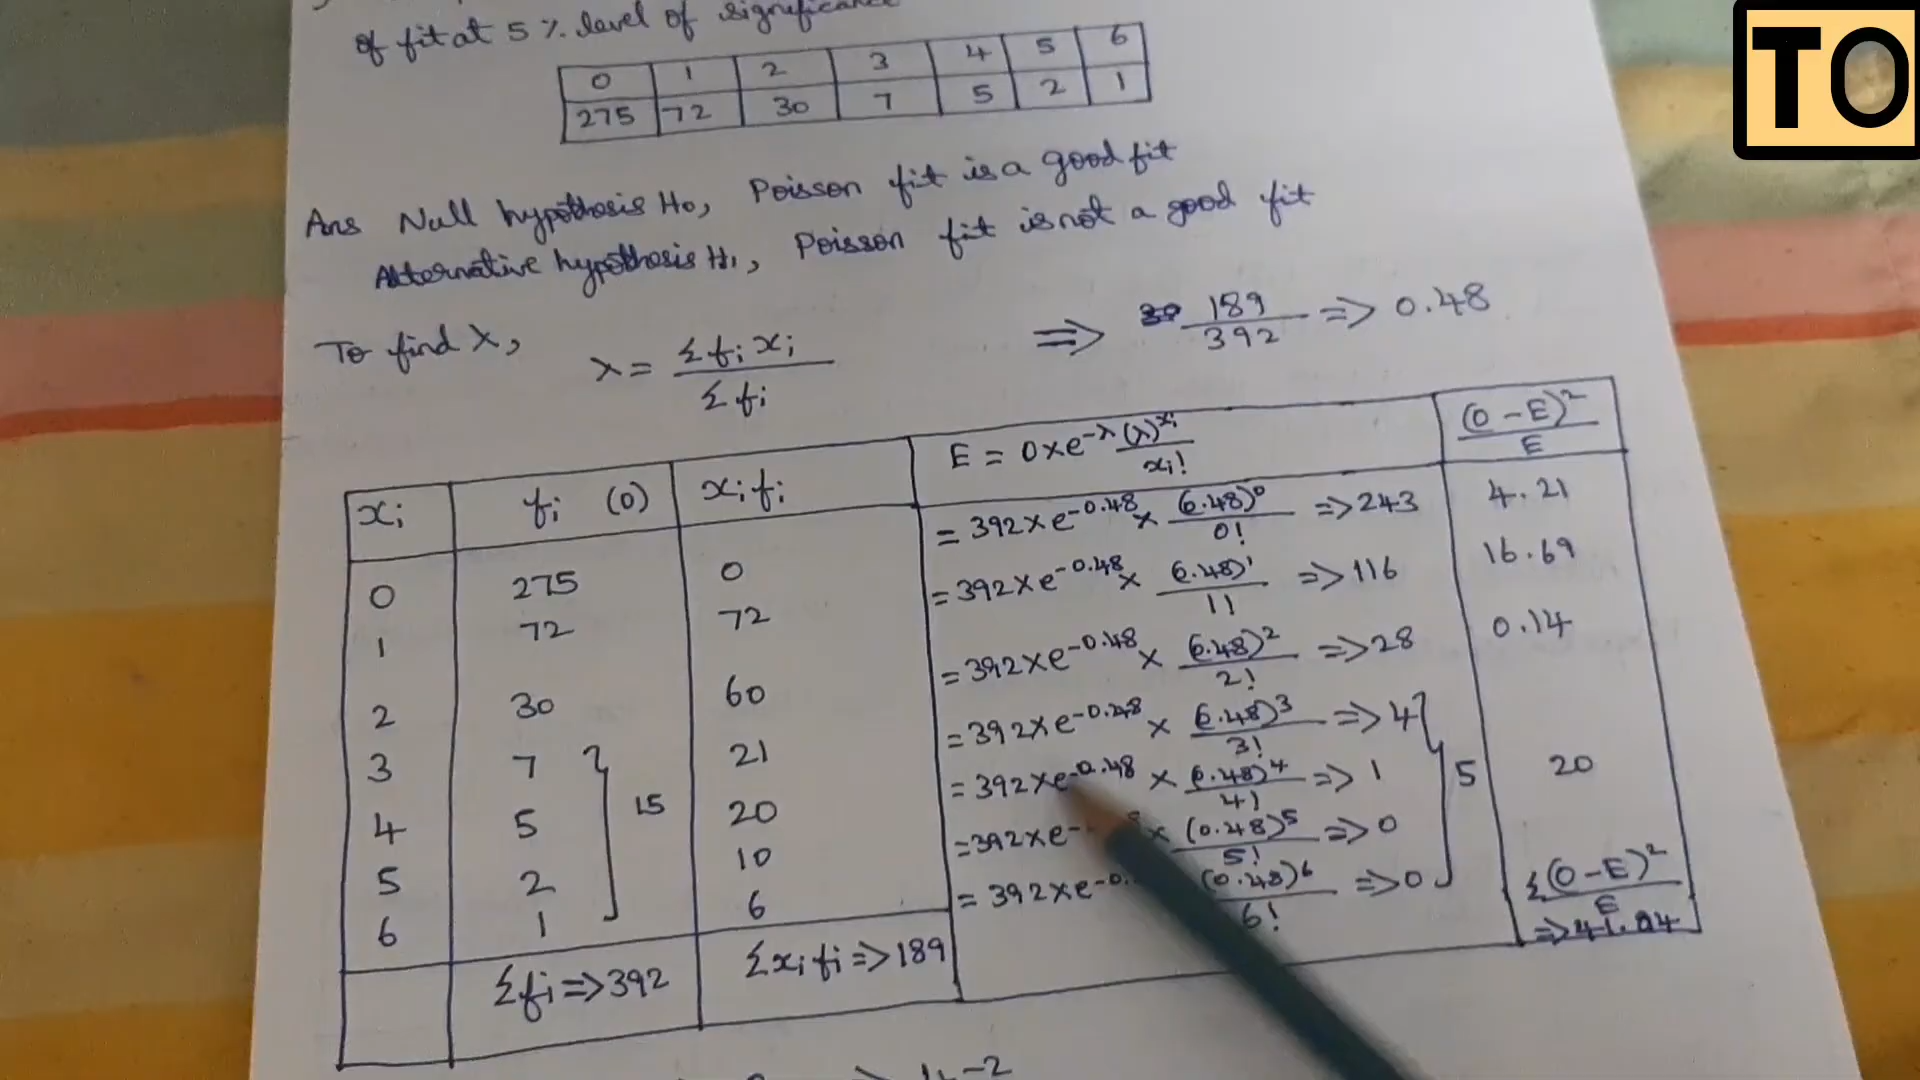 of fit at 5 % level of significance
0 1 2 3 4 5 6
275 72 30 7 5 2 1
Ans Null hypothesis H₀, Poisson fit is a good fit
Alternative hypothesis H₁, Poisson fit is not a good fit
To find λ, λ = Σfixi / Σfi => 189/392 => 0.48
xi fi (O) xifi E = O×e^-λ (λ)^xi / xi! (O-E)²/E
0 275 0 = 392×e^-0.48 × (0.48)^0 / 0! => 243 4.21
1 72 72 = 392×e^-0.48 × (0.48)^1 / 1! => 116 16.69
2 30 60 = 392×e^-0.48 × (0.48)^2 / 2! => 28 0.14
3 7 21 = 392×e^-0.48 × (0.48)^3 / 3! => 4
4 5 15 20 = 392×e^-0.48 × (0.48)^4 / 4! => 1 5 20
5 2 10 = 392×e^- × (0.48)^5 / 5! => 0
6 1 6 = 392×e^-0. (0.48)^6 / 6! => 0 Σ(O-E)²/E => 41.04
Σfi => 392 Σxifi => 189
4-2
TO